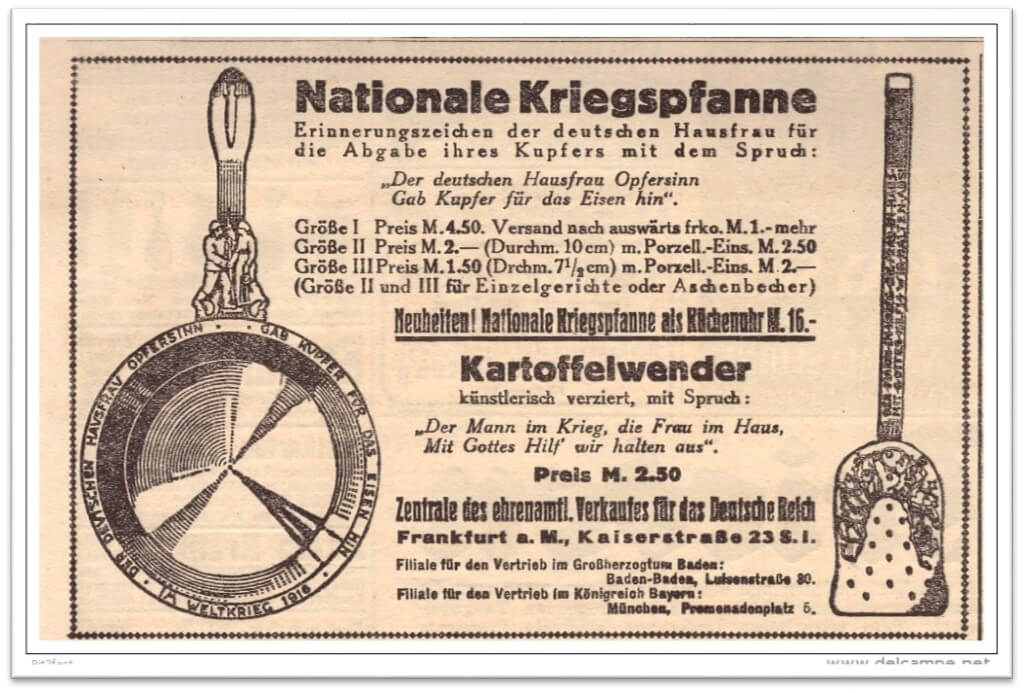 Nationale Kriegspfanne
Erinnerungszeichen der deutschen Hausfrau für
die Abgabe ihres Kupfers mit dem Spruch:
„Der deutschen Hausfrau Opfersinn
Gab Kupfer für das Eisen hin“.
Größe I Preis M. 4.50. Versand nach auswärts frko. M. 1.- mehr
Größe II Preis M. 2.— (Durchm. 10 cm) m. Porzell.-Eins. M. 2.50
Größe III Preis M. 1.50 (Drchm. 7½ cm) m. Porzell.-Eins. M. 2.—
(Größe II und III für Einzelgerichte oder Aschenbecher)
Neuheiten! Nationale Kriegspfanne als Küchenuhr M. 16.-
Kartoffelwender
künstlerisch verziert, mit Spruch:
„Der Mann im Krieg, die Frau im Haus,
Mit Gottes Hilf' wir halten aus“.
Preis M. 2.50
Zentrale des ehrenamtl. Verkaufes für das Deutsche Reich
Frankfurt a. M., Kaiserstraße 23 S. I.
Filiale für den Vertrieb im Großherzogtum Baden:
Baden-Baden, Luisenstraße 30.
Filiale für den Vertrieb im Königreich Bayern:
München, Promenadenplatz 5.
DER DEVTSCHEN HAVSFRAV OPFERSINN · · GAB KVPFER FÜR DAS EISEN HIN ·
IM WELTKRIEG 1916 ·
www.delcampe.net